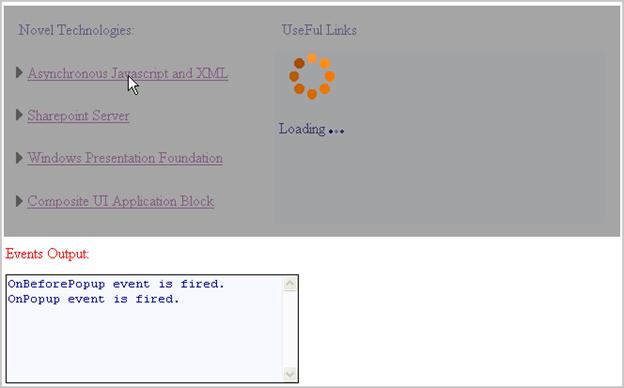 Novel Technologies:
UseFul Links
Asynchronous Javascript and XML
Sharepoint Server
Loading
Windows Presentation Foundation
Composite UI Application Block
Events Output:
OnBeforePopup event is fired.
OnPopup event is fired.